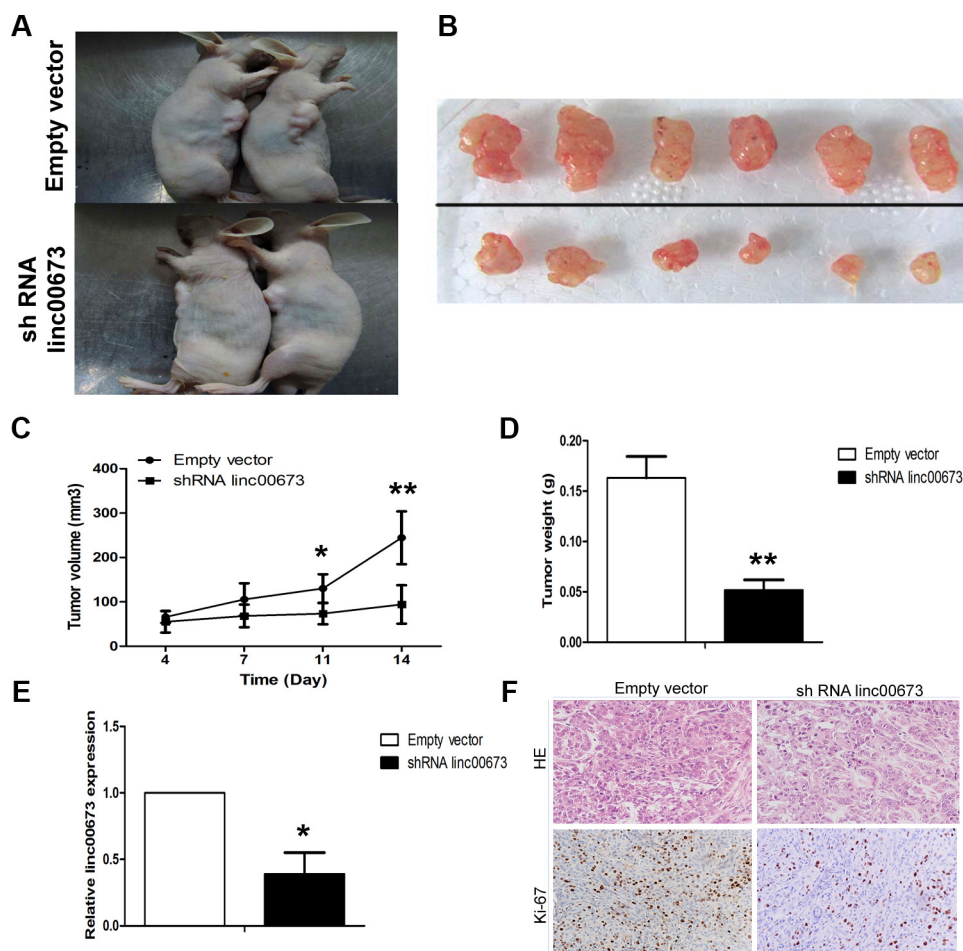 A
Empty vector
sh RNA
linc00673
B
C
Empty vector
shRNA linc00673
Tumor volume (mm3)
400
300
200
100
0
*
**
4 7 11 14
Time (Day)
D
Tumor weight (g)
0.20
0.15
0.10
0.05
0.00
**
Empty vector
shRNA linc00673
E
Relative linc00673 expression
1.5
1.0
0.5
0.0
*
Empty vector
shRNA linc00673
F
Empty vector sh RNA linc00673
HE
Ki-67